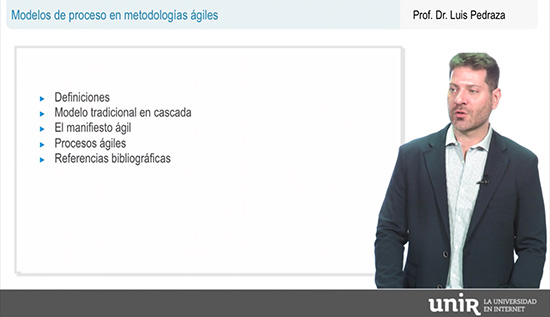 Modelos de proceso en metodologías ágiles
Prof. Dr. Luis Pedraza
Definiciones
Modelo tradicional en cascada
El manifiesto ágil
Procesos ágiles
Referencias bibliográficas
unir LA UNIVERSIDAD
EN INTERNET